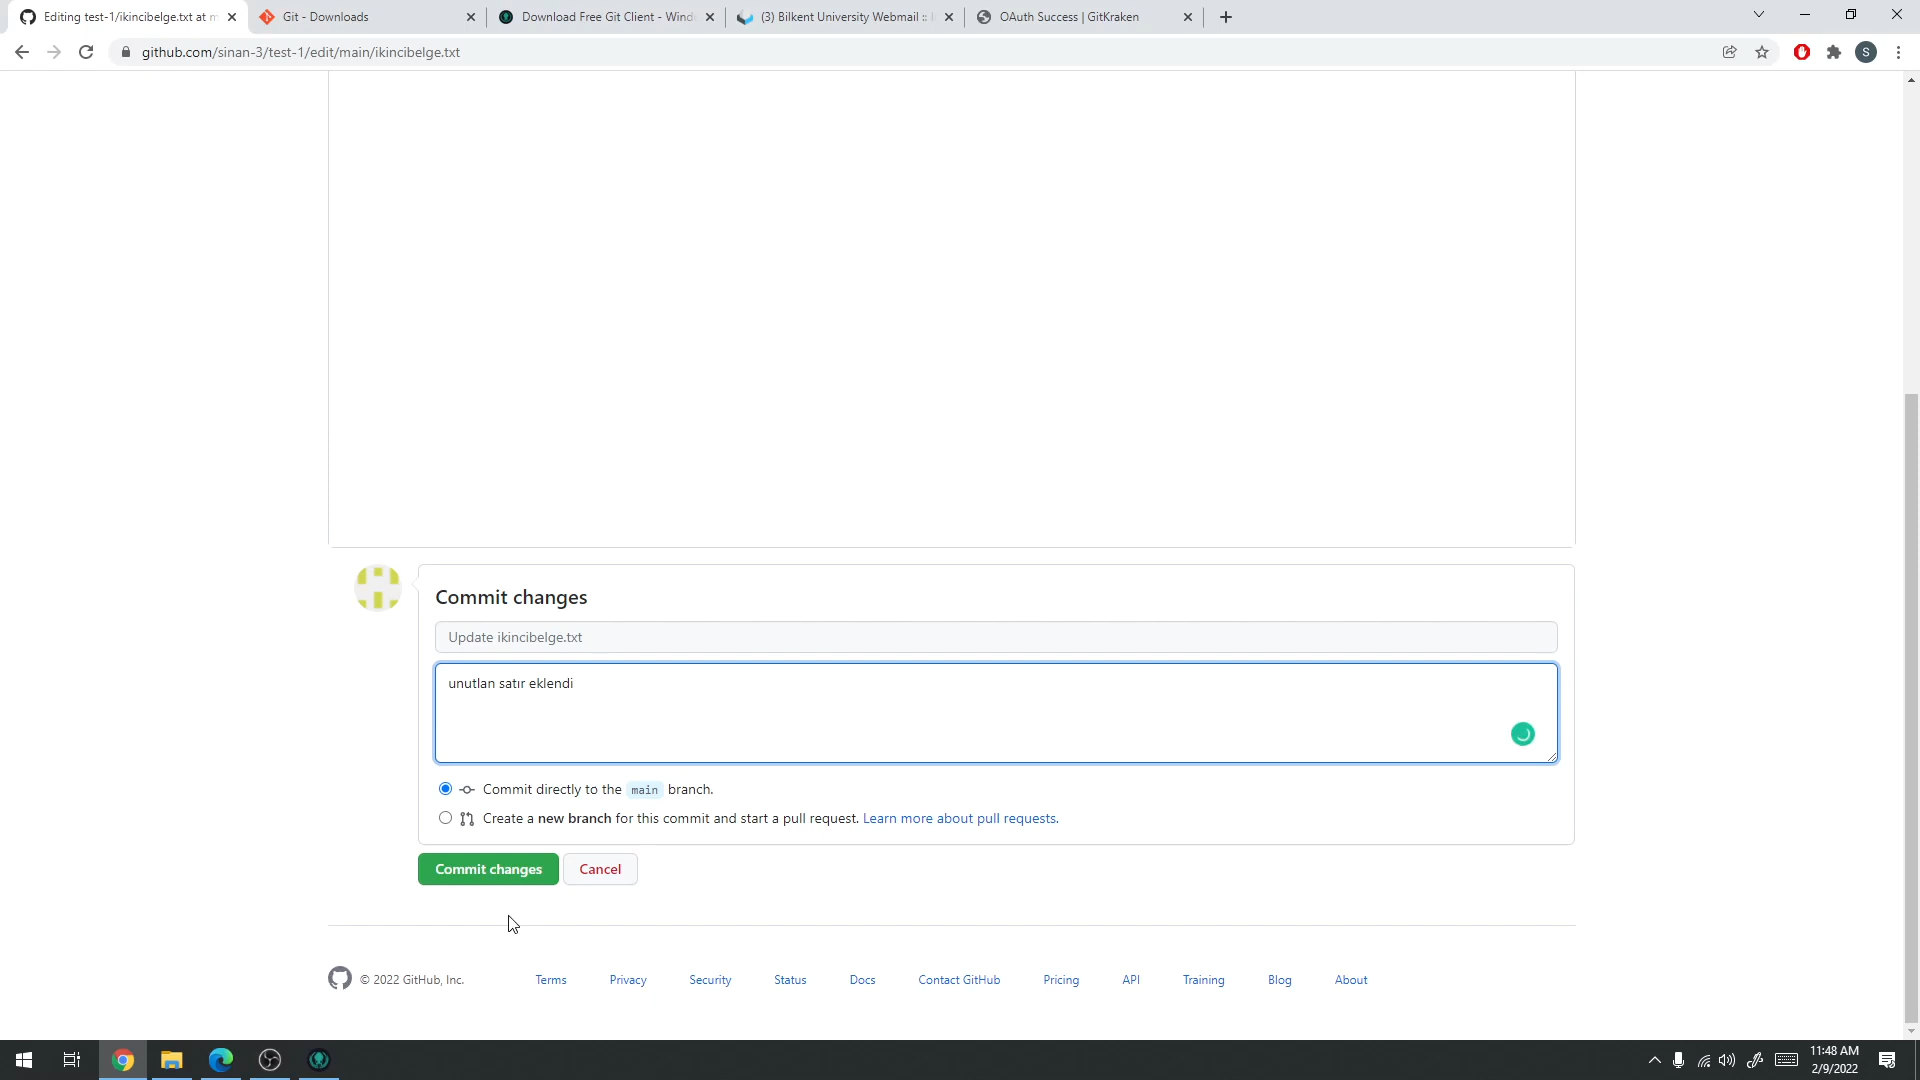 Editing test-1/ikincibelge.txt at m
Git - Downloads
Download Free Git Client - Wind
(3) Bilkent University Webmail ::
OAuth Success | GitKraken
github.com/sinan-3/test-1/edit/main/ikincibelge.txt
S
Commit changes
Update ikincibelge.txt
unutlan satır eklendi
Commit directly to the main branch.
Create a new branch for this commit and start a pull request. Learn more about pull requests.
Commit changes
Cancel
© 2022 GitHub, Inc.
Terms
Privacy
Security
Status
Docs
Contact GitHub
Pricing
API
Training
Blog
About
11:48 AM
2/9/2022